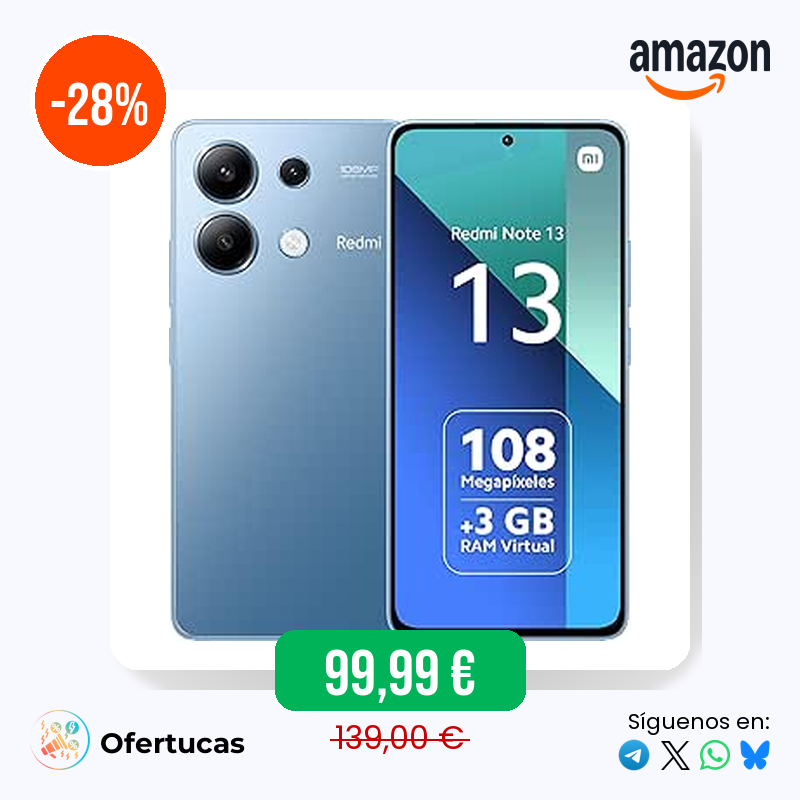 -28%
amazon
108MP
Redmi
Redmi Note 13
13
108
Megapíxeles
+3 GB
RAM Virtual
99,99 €
139,00 €
Ofertucas
Síguenos en: